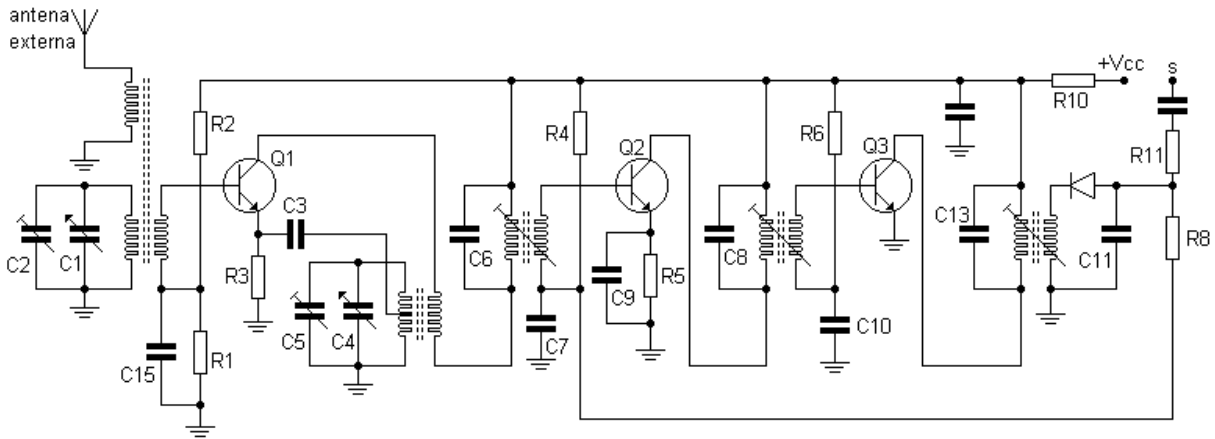 antena
externa
+Vcc
s
R10
R2
R4
R6
R11
Q1
Q2
Q3
C3
C2
C1
R3
C6
C9
R5
C8
C13
C11
R8
C5
C4
C7
C10
C15
R1